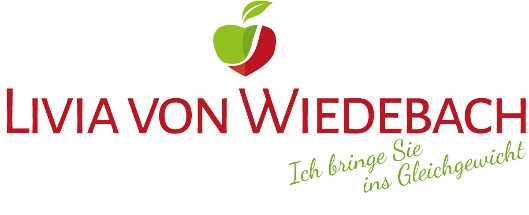 LIVIA VON WIEDEBACH
Ich bringe Sie
ins Gleichgewicht